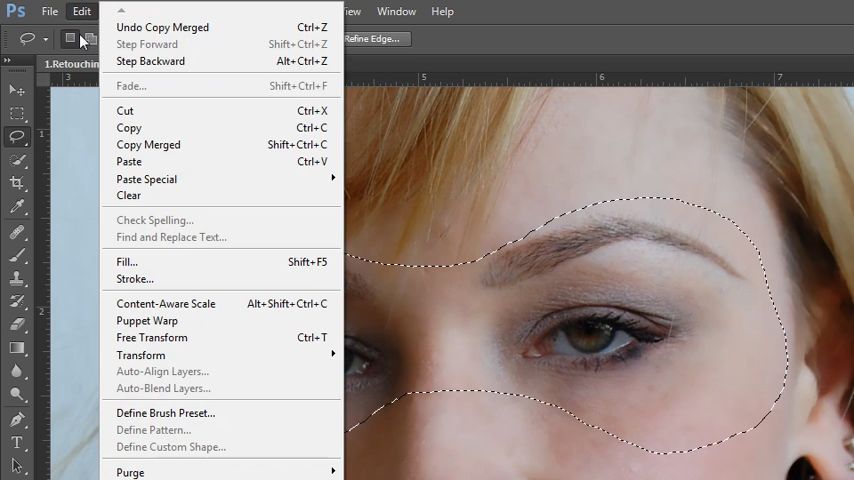 Ps File Edit iew Window Help
Refine Edge...
1.Retouching
3 5 6 7
1
2
Undo Copy Merged Ctrl+Z
Step Forward Shift+Ctrl+Z
Step Backward Alt+Ctrl+Z
Fade... Shift+Ctrl+F
Cut Ctrl+X
Copy Ctrl+C
Copy Merged Shift+Ctrl+C
Paste Ctrl+V
Paste Special
Clear
Check Spelling...
Find and Replace Text...
Fill... Shift+F5
Stroke...
Content-Aware Scale Alt+Shift+Ctrl+C
Puppet Warp
Free Transform Ctrl+T
Transform
Auto-Align Layers...
Auto-Blend Layers...
Define Brush Preset...
Define Pattern...
Define Custom Shape...
Purge